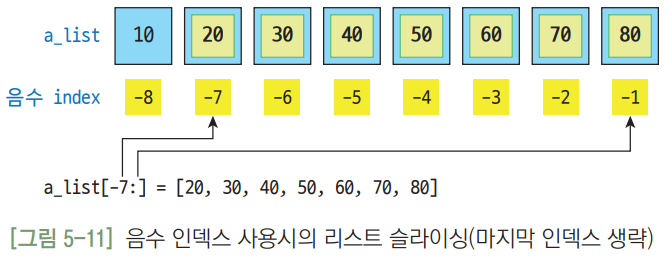 a_list 10 20 30 40 50 60 70 80
음수 index -8 -7 -6 -5 -4 -3 -2 -1
a_list[-7:] = [20, 30, 40, 50, 60, 70, 80]
[그림 5-11] 음수 인덱스 사용시의 리스트 슬라이싱(마지막 인덱스 생략)